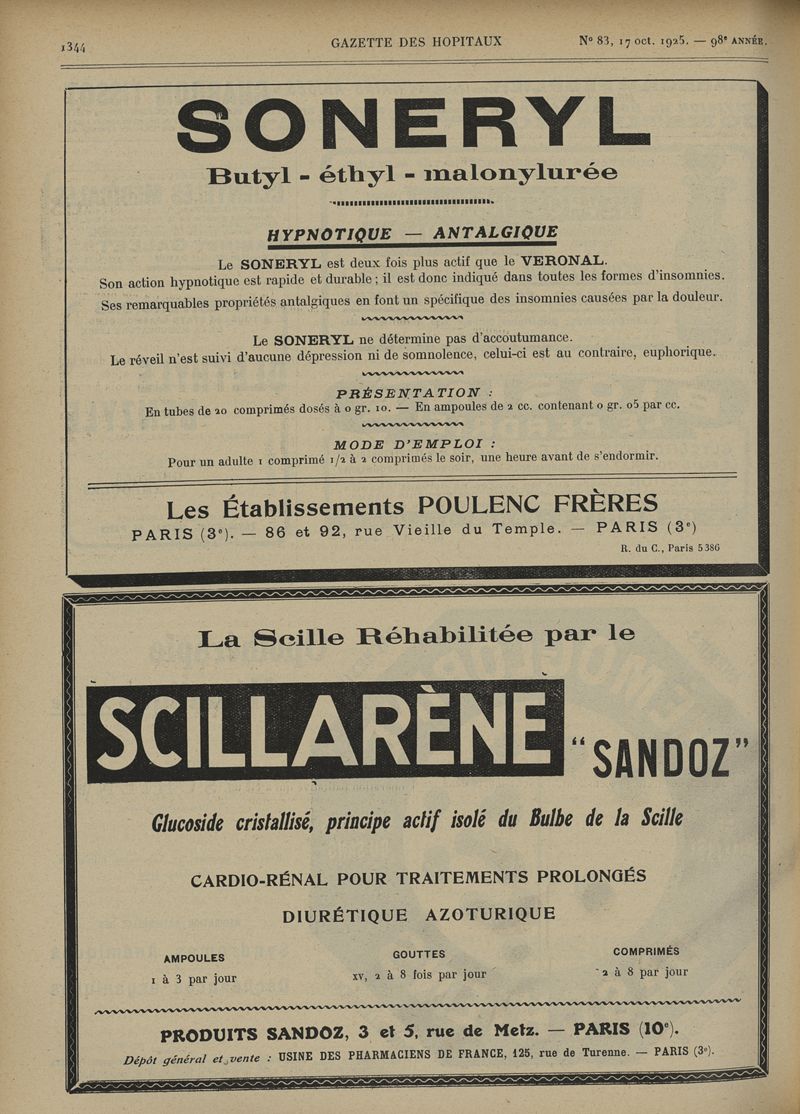 1344 GAZETTE DES HOPITAUX N° 83, 17 oct. 1925. — 98e ANNÉE.
SONERYL
Butyl - éthyl - malonylurée
HYPNOTIQUE — ANTALGIQUE
Le SONERYL est deux fois plus actif que le VERONAL.
Son action hypnotique est rapide et durable ; il est donc indiqué dans toutes les formes d'insomnies.
Ses remarquables propriétés antalgiques en font un spécifique des insomnies causées par la douleur.
Le SONERYL ne détermine pas d'accoutumance.
Le réveil n'est suivi d'aucune dépression ni de somnolence, celui-ci est au contraire, euphorique.
PRÉSENTATION :
En tubes de 20 comprimés dosés à 0 gr. 10. — En ampoules de 2 cc. contenant 0 gr. 05 par cc.
MODE D'EMPLOI :
Pour un adulte 1 comprimé 1/2 à 2 comprimés le soir, une heure avant de s'endormir.
Les Établissements POULENC FRÈRES
PARIS (3e). — 86 et 92, rue Vieille du Temple. — PARIS (3e)
R. du C., Paris 5386
La Scille Réhabilitée par le
SCILLARÈNE "SANDOZ"
Glucoside cristallisé, principe actif isolé du Bulbe de la Scille
CARDIO-RÉNAL POUR TRAITEMENTS PROLONGÉS
DIURÉTIQUE AZOTURIQUE
AMPOULES GOUTTES COMPRIMÉS
1 à 3 par jour xv, 2 à 8 fois par jour 2 à 8 par jour
PRODUITS SANDOZ, 3 et 5, rue de Metz. — PARIS (10e).
Dépôt général et vente : USINE DES PHARMACIENS DE FRANCE, 125, rue de Turenne. — PARIS (3e).